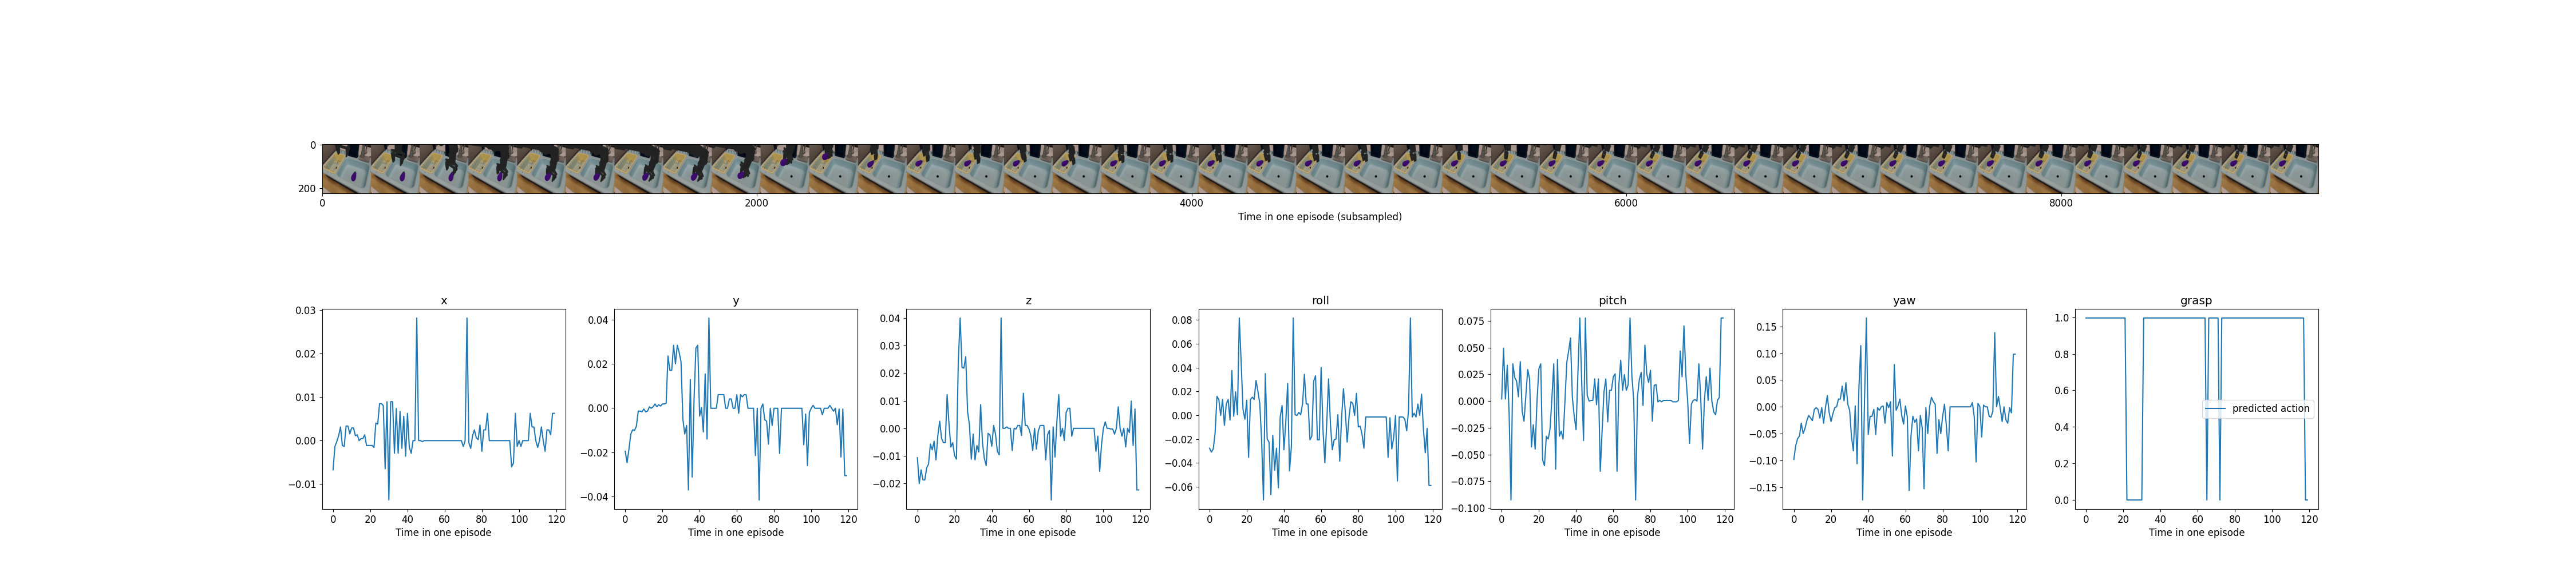 0
200
0 2000 4000 6000 8000
Time in one episode (subsampled)
x y z roll pitch yaw grasp
0.03
0.02
0.01
0.00
−0.01
0 20 40 60 80 100 120
Time in one episode
0.04
0.02
0.00
−0.02
−0.04
0 20 40 60 80 100 120
Time in one episode
0.04
0.03
0.02
0.01
0.00
−0.01
−0.02
0 20 40 60 80 100 120
Time in one episode
0.08
0.06
0.04
0.02
0.00
−0.02
−0.04
−0.06
0 20 40 60 80 100 120
Time in one episode
0.075
0.050
0.025
0.000
−0.025
−0.050
−0.075
−0.100
0 20 40 60 80 100 120
Time in one episode
0.15
0.10
0.05
0.00
−0.05
−0.10
−0.15
0 20 40 60 80 100 120
Time in one episode
1.0
0.8
0.6
0.4
0.2
0.0
predicted action
0 20 40 60 80 100 120
Time in one episode